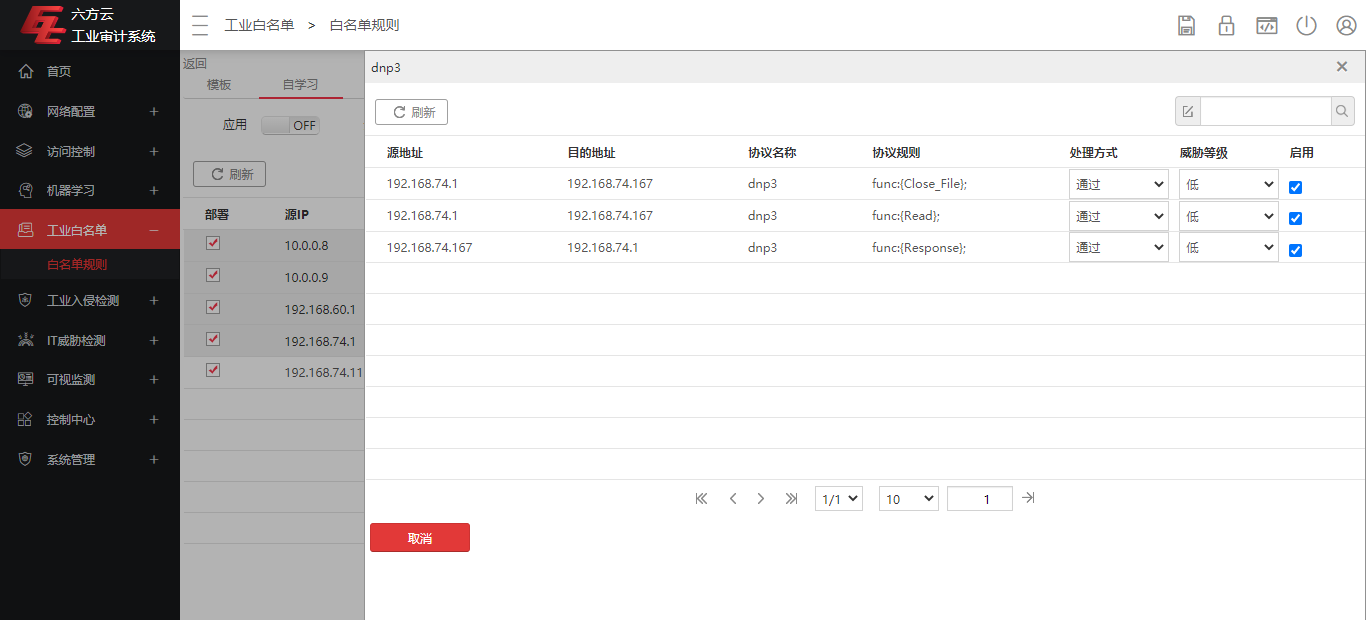 六方云
工业审计系统
工业白名单 > 白名单规则
首页
网络配置 +
访问控制 +
机器学习 +
工业白名单 −
白名单规则
工业入侵检测 +
IT威胁检测 +
可视监测 +
控制中心 +
系统管理 +
返回
模板 自学习
应用 OFF
刷新
部署 源IP
10.0.0.8
10.0.0.9
192.168.60.1
192.168.74.1
192.168.74.11
dnp3
刷新
源地址 目的地址 协议名称 协议规则 处理方式 威胁等级 启用
192.168.74.1 192.168.74.167 dnp3 func:{Close_File}; 通过 低
192.168.74.1 192.168.74.167 dnp3 func:{Read}; 通过 低
192.168.74.167 192.168.74.1 dnp3 func:{Response}; 通过 低
1/1 10 1
取消